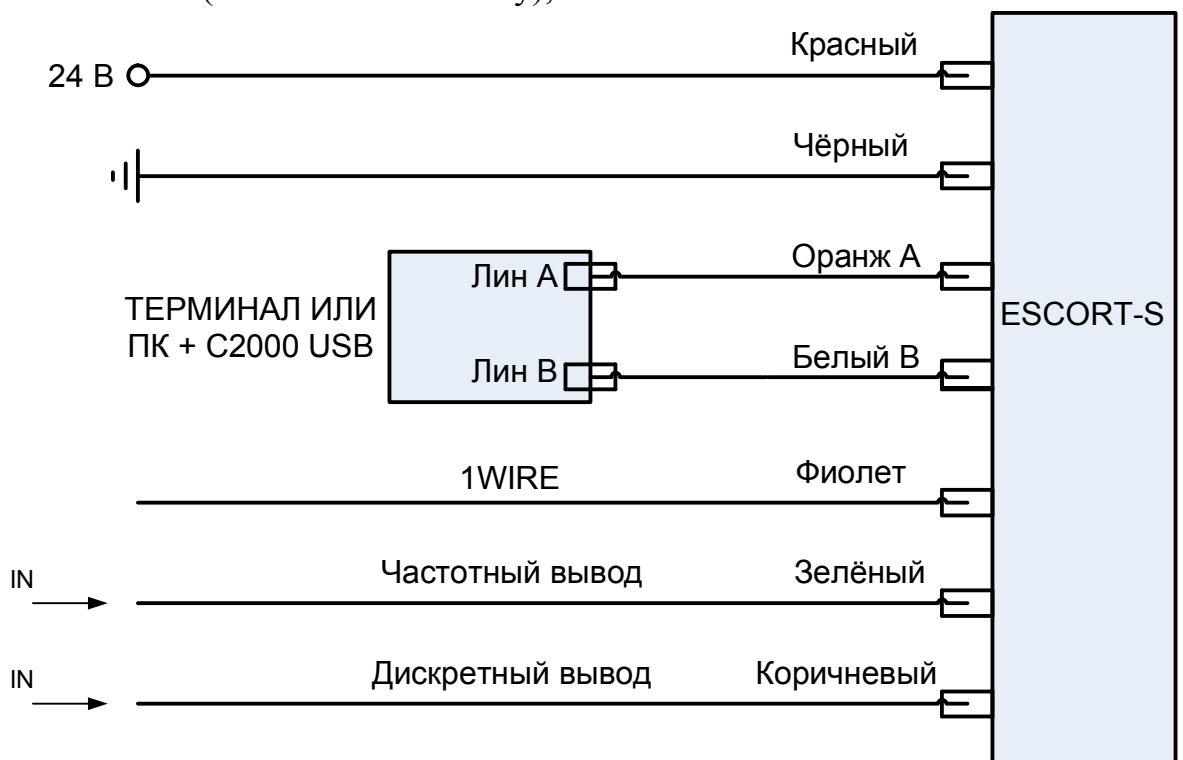 Красный
24 В
Чёрный
Оранж А
Лин А
ТЕРМИНАЛ ИЛИ
ПК + С2000 USB
ESCORT-S
Белый В
Лин В
1WIRE
Фиолет
IN
Частотный вывод
Зелёный
IN
Дискретный вывод
Коричневый